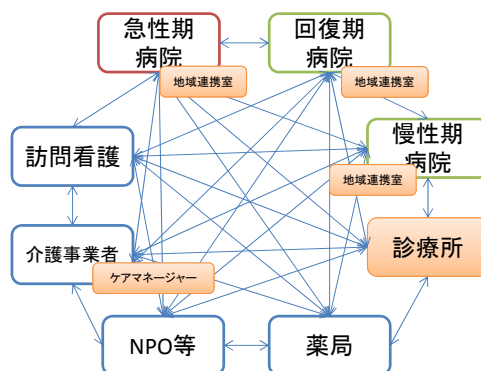 急性期
病院
回復期
病院
地域連携室
地域連携室
慢性期
病院
訪問看護
地域連携室
介護事業者
診療所
ケアマネージャー
NPO等
薬局